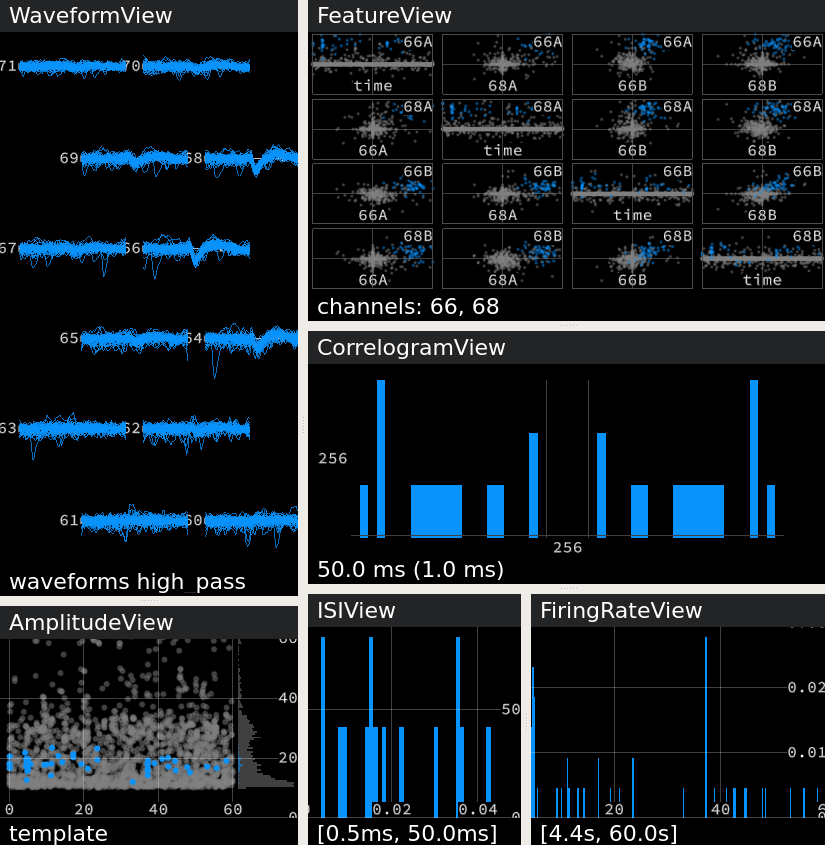 WaveformView
71 70
69 68
67 66
65 64
63 62
61 60
waveforms high_pass
FeatureView
66A 66A 66A 66A
time 68A 66B 68B
68A 68A 68A 68A
66A time 66B 68B
66B 66B 66B 66B
66A 68A time 68B
68B 68B 68B 68B
66A 68A 66B time
channels: 66, 68
CorrelogramView
256
256
50.0 ms (1.0 ms)
AmplitudeView
60
40
20
0
0 20 40 60
template
ISIView
50
0
0.02 0.04
[0.5ms, 50.0ms]
FiringRateView
0.02
0.01
20 40
[4.4s, 60.0s]